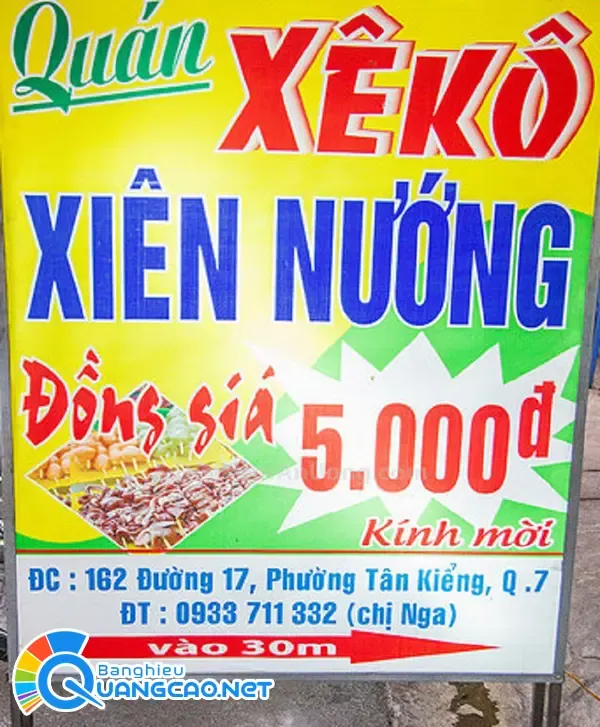 Quán
XÊKÔ
XIÊN NƯỚNG
Đồng giá
5.000đ
Kính mời
ĐC : 162 Đường 17, Phường Tân Kiểng, Q .7
ĐT : 0933 711 332 (chị Nga)
vào 30m
Banghieu
QUANGCAO.NET